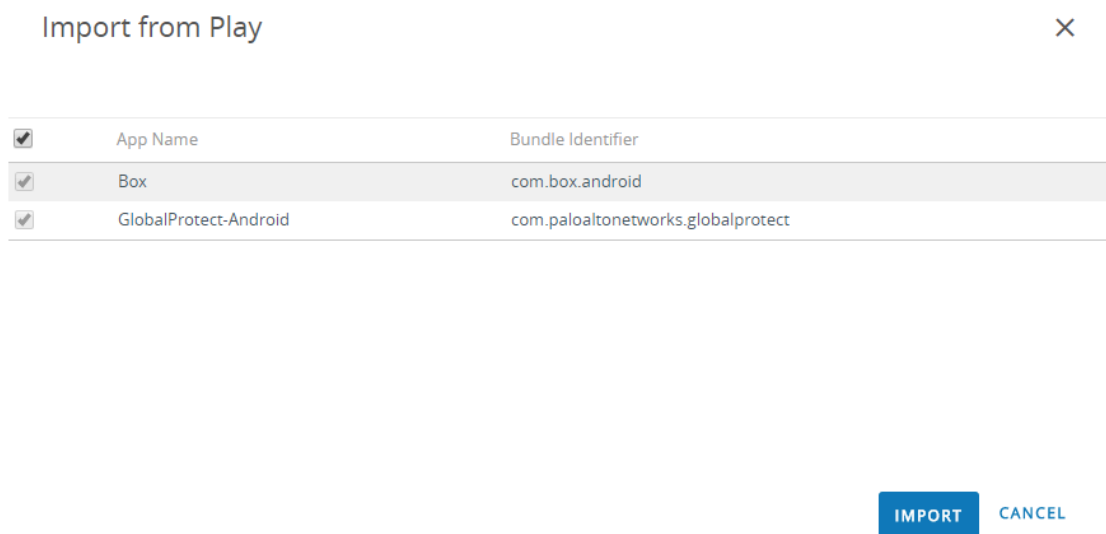 Import from Play
App Name Bundle Identifier
Box com.box.android
GlobalProtect-Android com.paloaltonetworks.globalprotect
IMPORT CANCEL